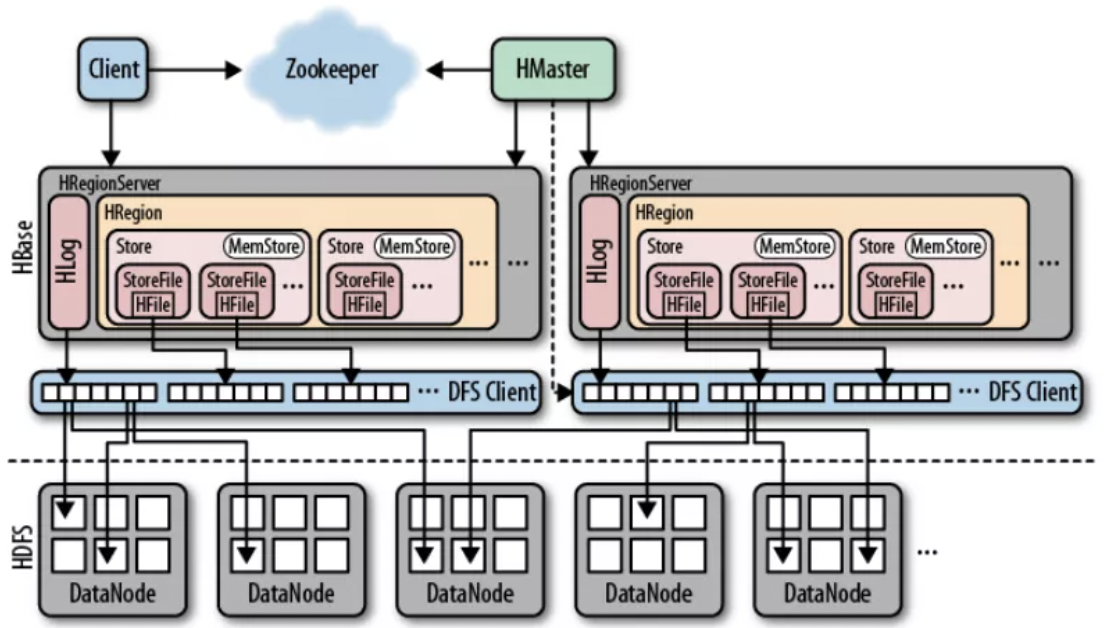 Client
Zookeeper
HMaster
HBase
HRegionServer
HLog
HRegion
Store
MemStore
StoreFile
HFile
StoreFile
HFile
...
Store
MemStore
StoreFile
HFile
...
...
...
HRegionServer
HLog
HRegion
Store
MemStore
StoreFile
HFile
StoreFile
HFile
...
Store
MemStore
StoreFile
HFile
...
...
...
... DFS Client
... DFS Client
HDFS
DataNode
DataNode
DataNode
DataNode
DataNode
...